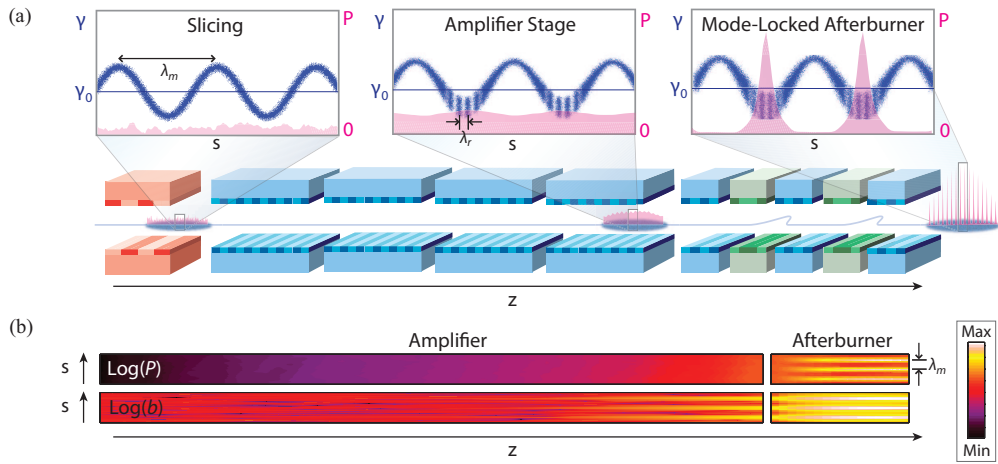 (a)
γ
Slicing
P
λm
γ0
0
s
γ
Amplifier Stage
P
γ0
λr
0
s
γ
Mode-Locked Afterburner
P
γ0
0
s
z
(b)
Amplifier
Afterburner
s
Log(P)
λm
s
Log(b)
z
Max
Min